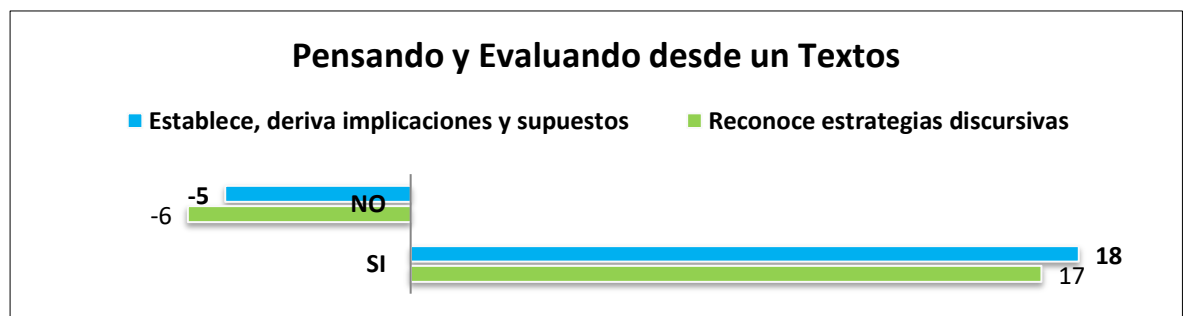 Pensando y Evaluando desde un Textos
Establece, deriva implicaciones y supuestos Reconoce estrategias discursivas
-5 NO
-6
SI 18
17